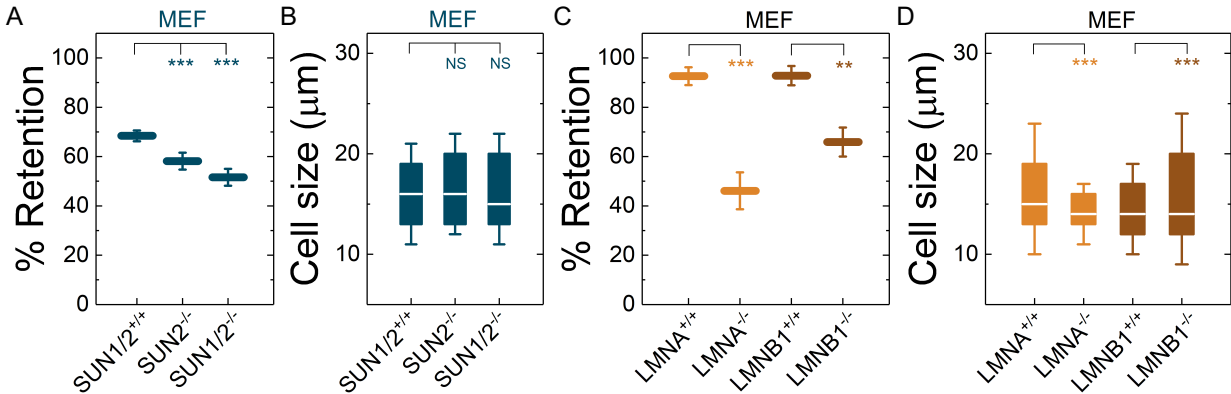 A
MEF
% Retention
100
80
60
40
20
0
*** ***
SUN1/2+/+
SUN2-/-
SUN1/2-/-
B
MEF
Cell size (μm)
30
20
10
NS NS
SUN1/2+/+
SUN2-/-
SUN1/2-/-
C
MEF
% Retention
100
80
60
40
20
0
*** **
LMNA+/+
LMNA-/-
LMNB1+/+
LMNB1-/-
D
MEF
Cell size (μm)
30
20
10
*** ***
LMNA+/+
LMNA-/-
LMNB1+/+
LMNB1-/-